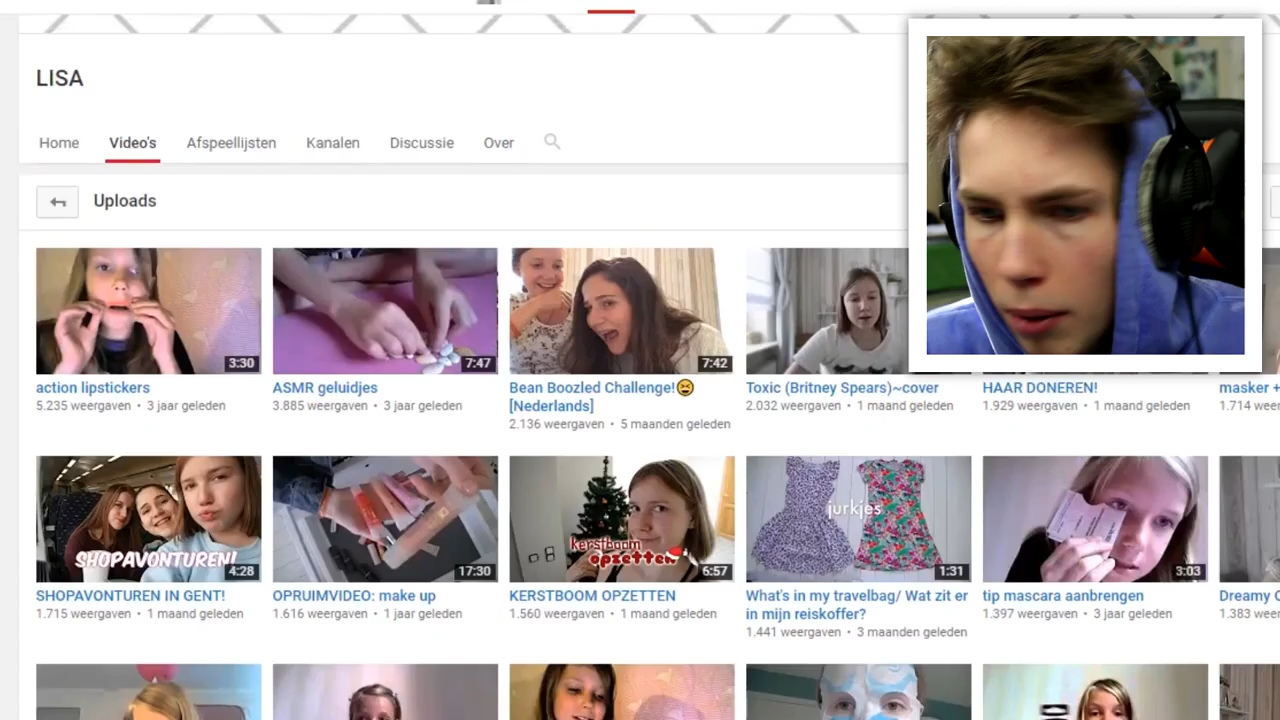 LISA
Home
Video's
Afspeellijsten
Kanalen
Discussie
Over
Uploads
3:30
7:47
7:42
action lipstickers
ASMR geluidjes
Bean Boozled Challenge!😆
[Nederlands]
Toxic (Britney Spears)~cover
HAAR DONEREN!
masker +
5.235 weergaven • 3 jaar geleden
3.885 weergaven • 3 jaar geleden
2.136 weergaven • 5 maanden geleden
2.032 weergaven • 1 maand geleden
1.929 weergaven • 1 maand geleden
1.714 weer
SHOPAVONTUREN!
4:28
17:30
kerstboom
opzetten
6:57
jurkjes
1:31
3:03
SHOPAVONTUREN IN GENT!
1.715 weergaven • 1 maand geleden
OPRUIMVIDEO: make up
1.616 weergaven • 1 maand geleden
KERSTBOOM OPZETTEN
1.560 weergaven • 1 maand geleden
What's in my travelbag/ Wat zit er
in mijn reiskoffer?
1.441 weergaven • 3 maanden geleden
tip mascara aanbrengen
1.397 weergaven • 3 jaar geleden
Dreamy
1.383 weer